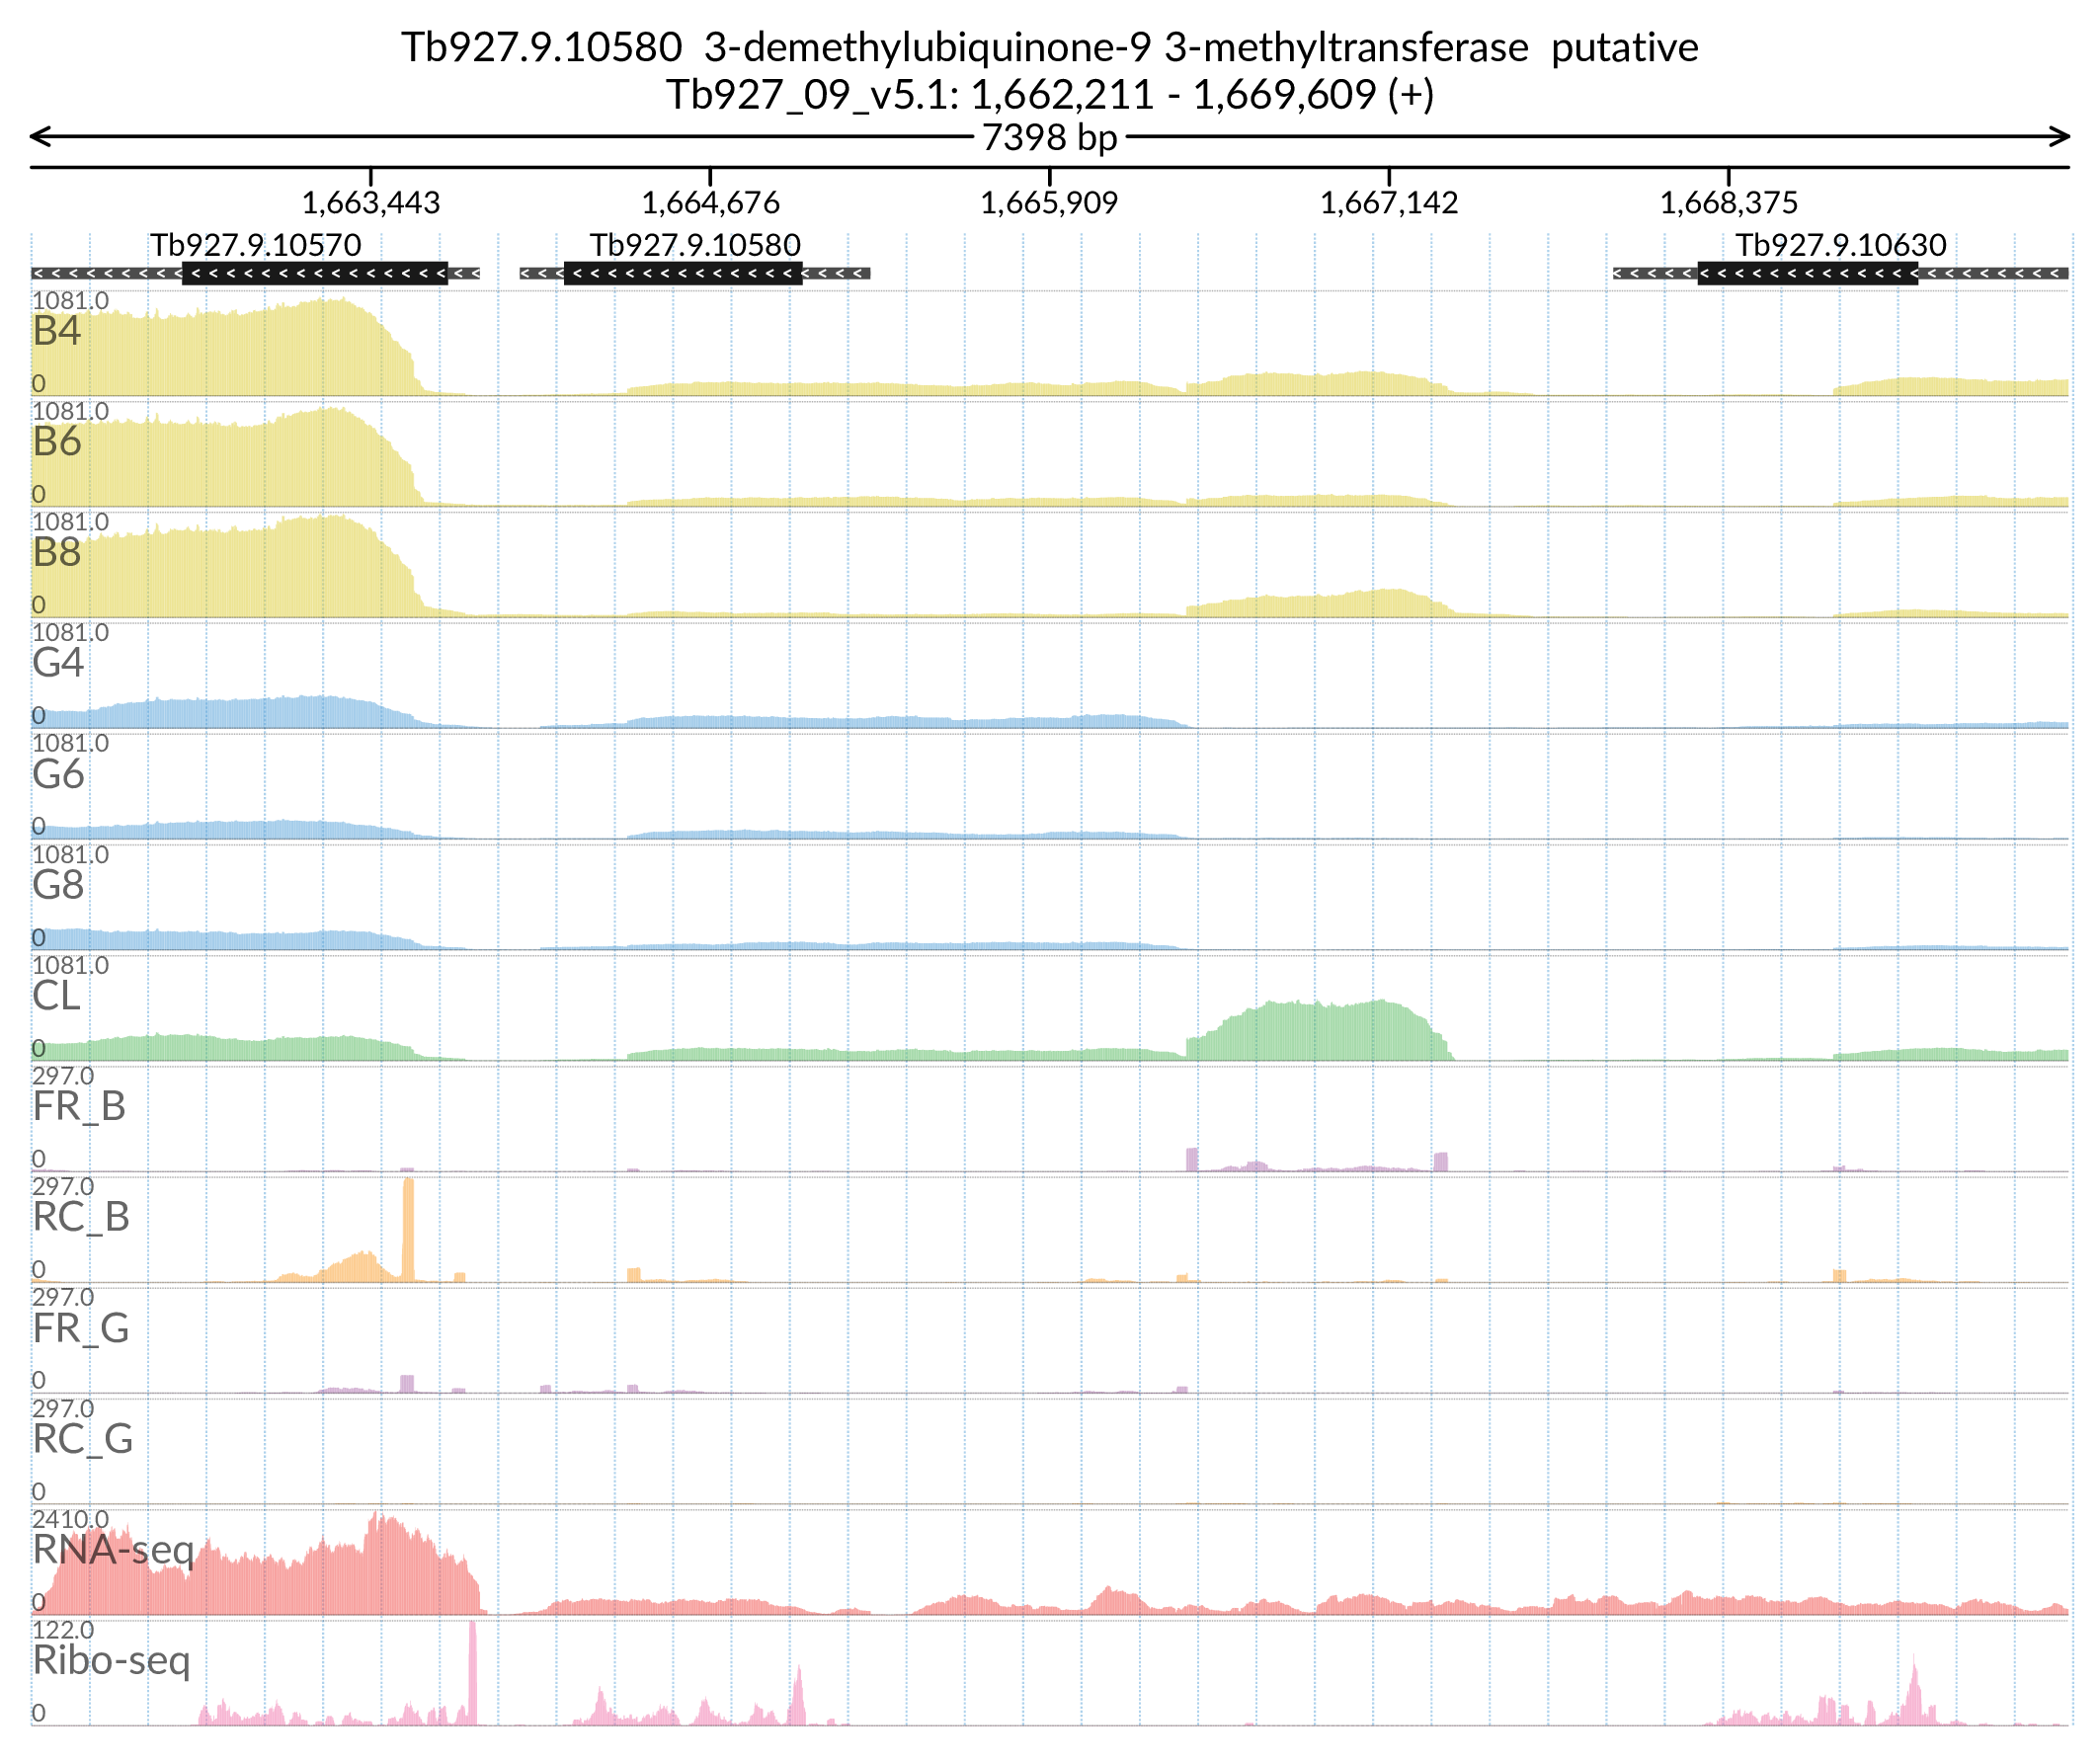 Tb927.9.10580 3-demethylubiquinone-9 3-methyltransferase putative
Tb927_09_v5.1: 1,662,211 - 1,669,609 (+)
7398 bp
1,663,443 1,664,676 1,665,909 1,667,142 1,668,375
Tb927.9.10570 Tb927.9.10580 Tb927.9.10630
1081.0
B4
0
1081.0
B6
0
1081.0
B8
0
1081.0
G4
0
1081.0
G6
0
1081.0
G8
0
1081.0
CL
0
297.0
FR_B
0
297.0
RC_B
0
297.0
FR_G
0
297.0
RC_G
0
2410.0
RNA-seq
0
122.0
Ribo-seq
0